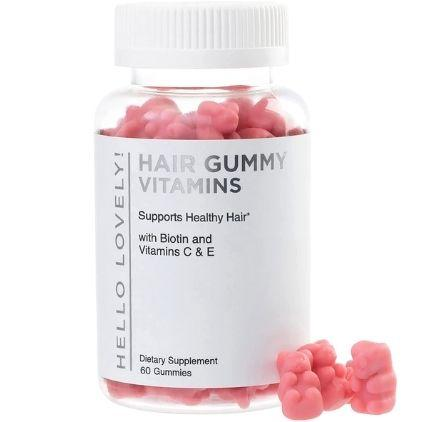 HELLO LOVELY!
HAIR GUMMY
VITAMINS
Supports Healthy Hair*
with Biotin and
Vitamins C & E
Dietary Supplement
60 Gummies